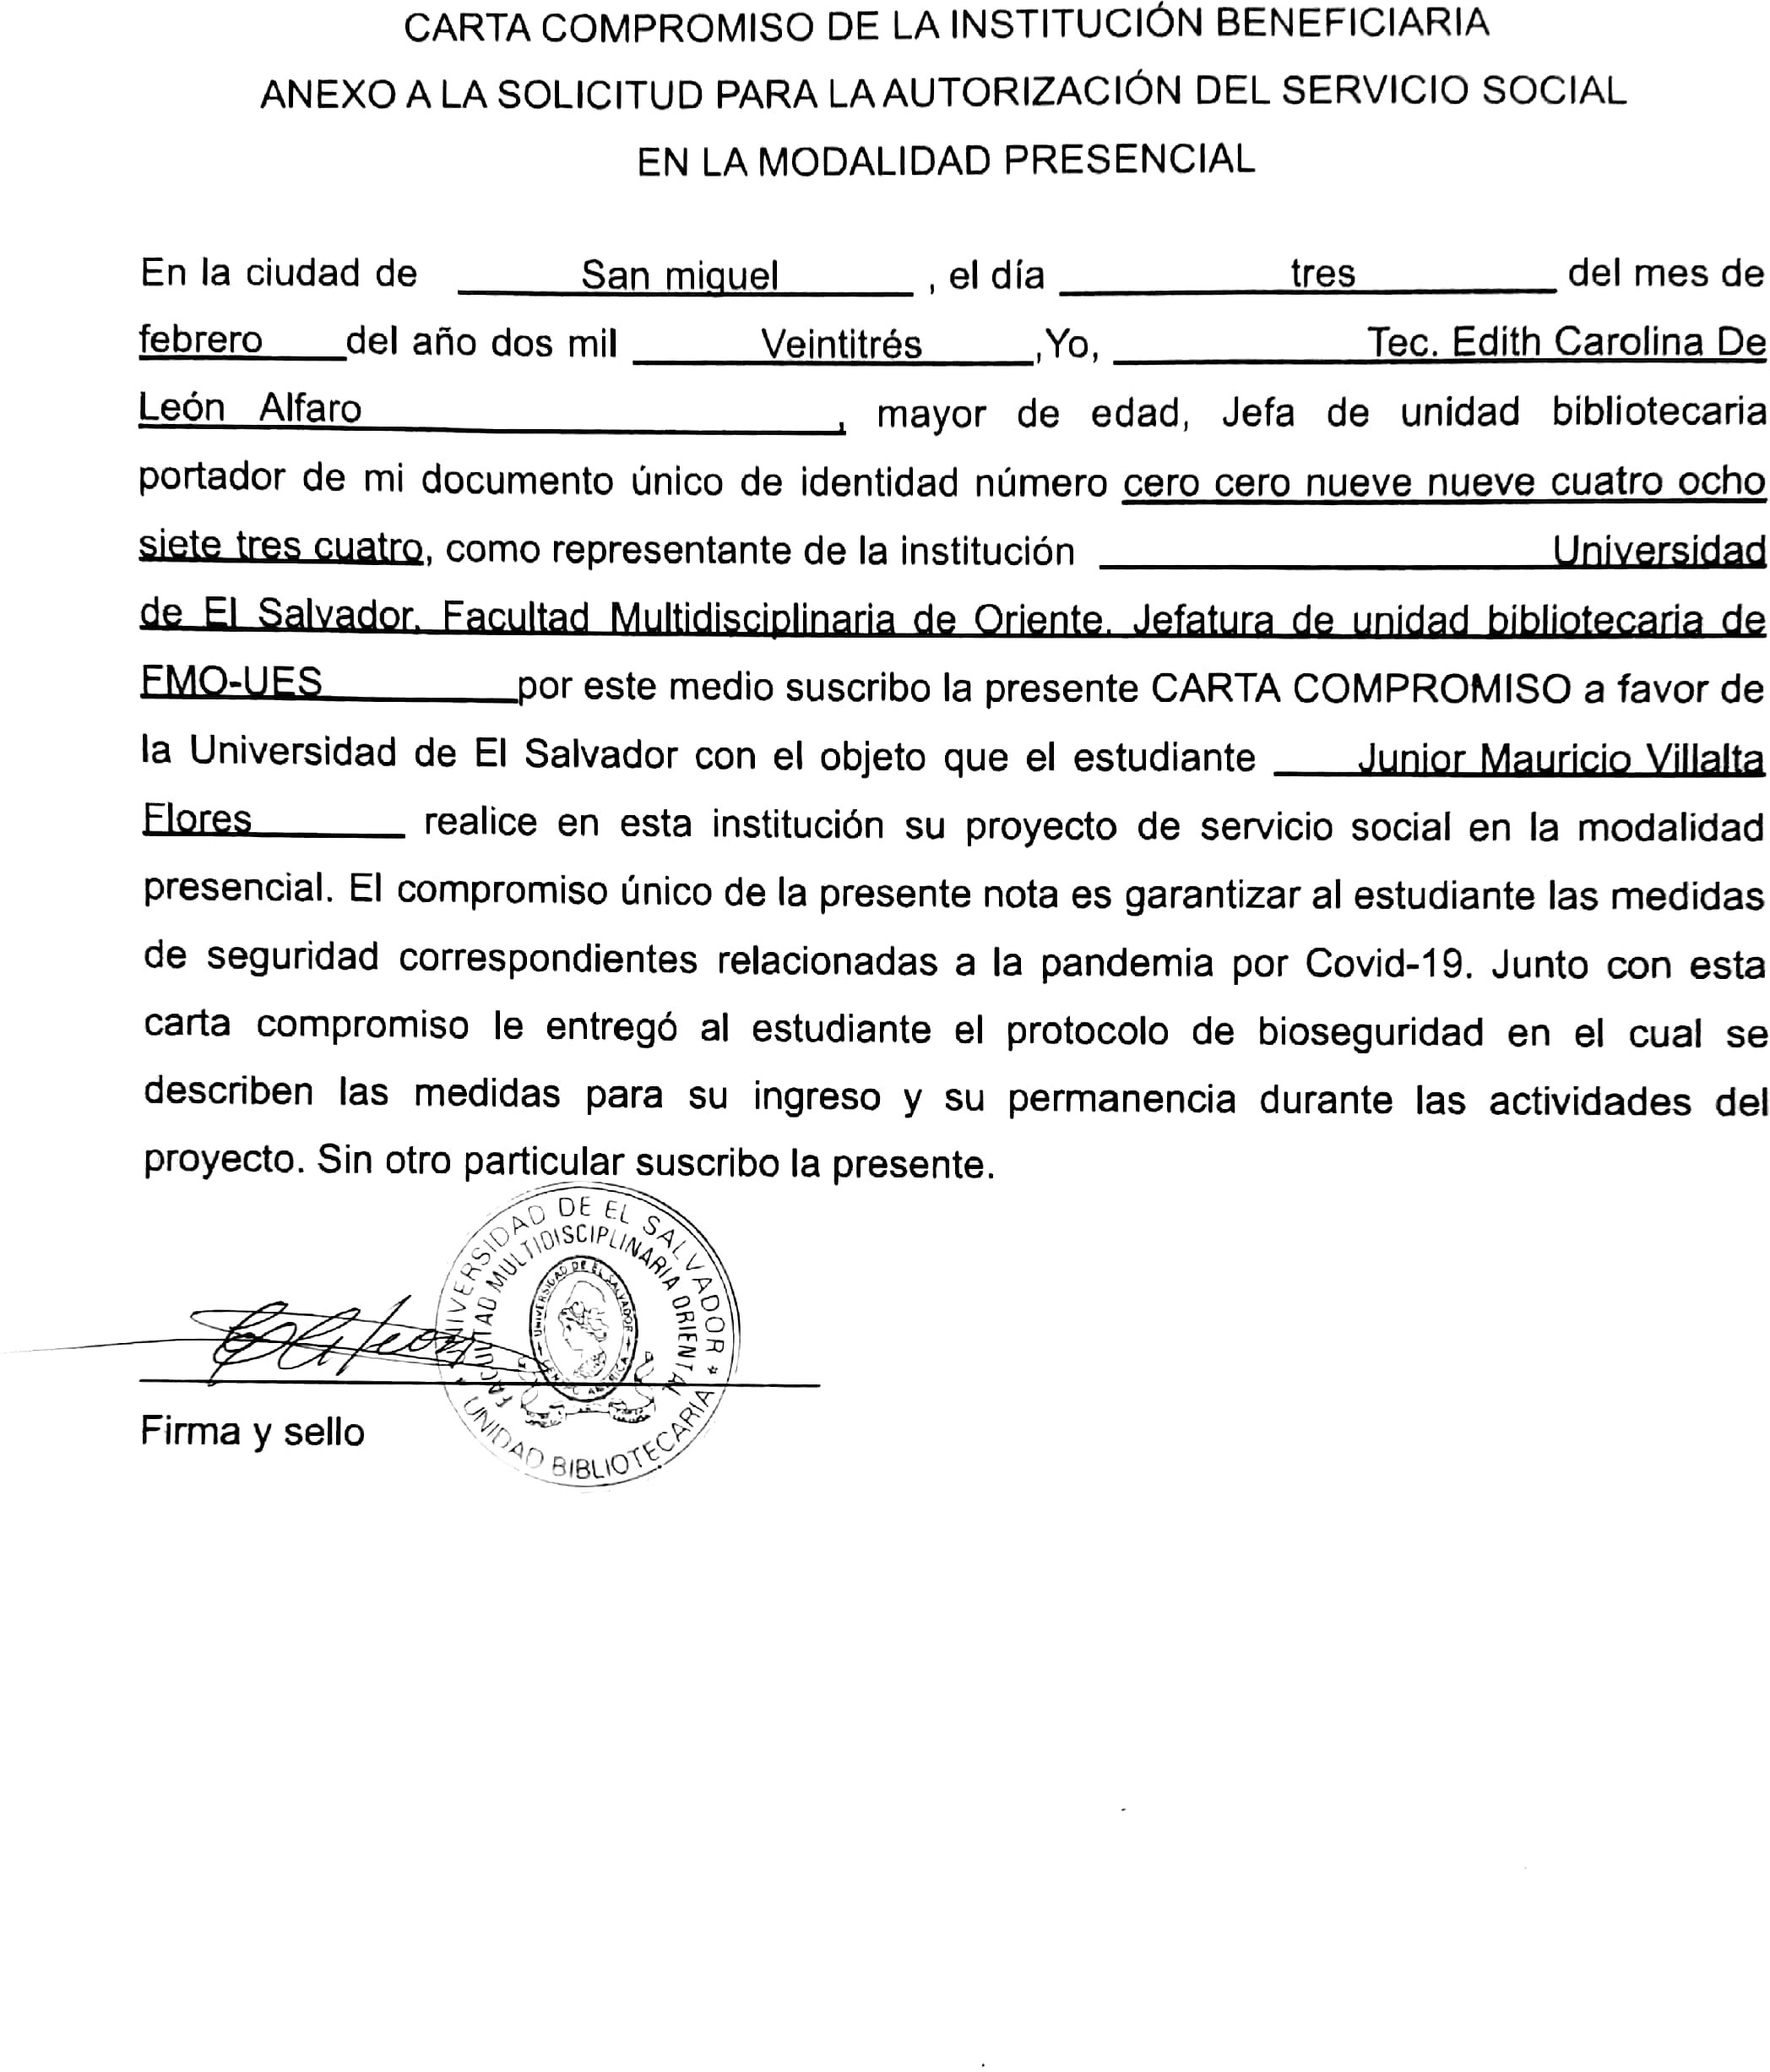 CARTA COMPROMISO DE LA INSTITUCIÓN BENEFICIARIA
ANEXO A LA SOLICITUD PARA LA AUTORIZACIÓN DEL SERVICIO SOCIAL
EN LA MODALIDAD PRESENCIAL
En la ciudad de San miguel , el día tres del mes de
febrero del año dos mil Veintitrés ,Yo, Tec. Edith Carolina De
León Alfaro , mayor de edad, Jefa de unidad bibliotecaria
portador de mi documento único de identidad número cero cero nueve nueve cuatro ocho
siete tres cuatro, como representante de la institución Universidad
de El Salvador. Facultad Multidisciplinaria de Oriente. Jefatura de unidad bibliotecaria de
FMO-UES por este medio suscribo la presente CARTA COMPROMISO a favor de
la Universidad de El Salvador con el objeto que el estudiante Junior Mauricio Villalta
Flores realice en esta institución su proyecto de servicio social en la modalidad
presencial. El compromiso único de la presente nota es garantizar al estudiante las medidas
de seguridad correspondientes relacionadas a la pandemia por Covid-19. Junto con esta
carta compromiso le entregó al estudiante el protocolo de bioseguridad en el cual se
describen las medidas para su ingreso y su permanencia durante las actividades del
proyecto. Sin otro particular suscribo la presente.
UNIVERSIDAD DE EL SALVADOR
FACULTAD MULTIDISCIPLINARIA ORIENTAL
UNIVERSIDAD DE EL SALVADOR
UNIDAD BIBLIOTECARIA
Firma y sello